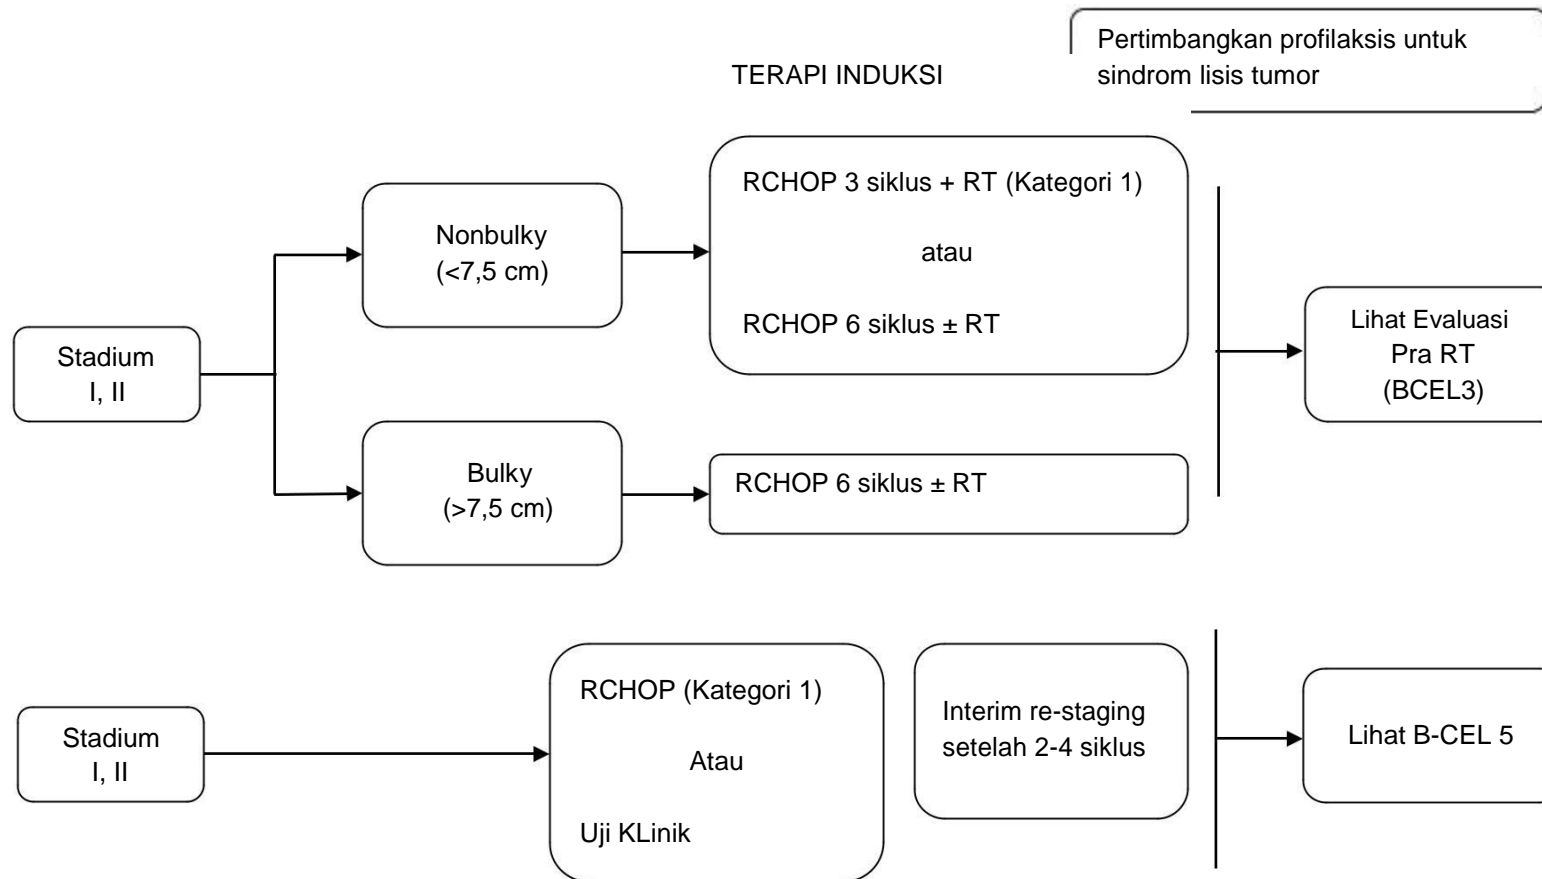 Pertimbangkan profilaksis untuk
sindrom lisis tumor
TERAPI INDUKSI
RCHOP 3 siklus + RT (Kategori 1)
atau
RCHOP 6 siklus ± RT
Nonbulky
(<7,5 cm)
Stadium
I, II
Lihat Evaluasi
Pra RT
(BCEL3)
Bulky
(>7,5 cm)
RCHOP 6 siklus ± RT
Stadium
I, II
RCHOP (Kategori 1)
Atau
Uji KLinik
Interim re-staging
setelah 2-4 siklus
Lihat B-CEL 5